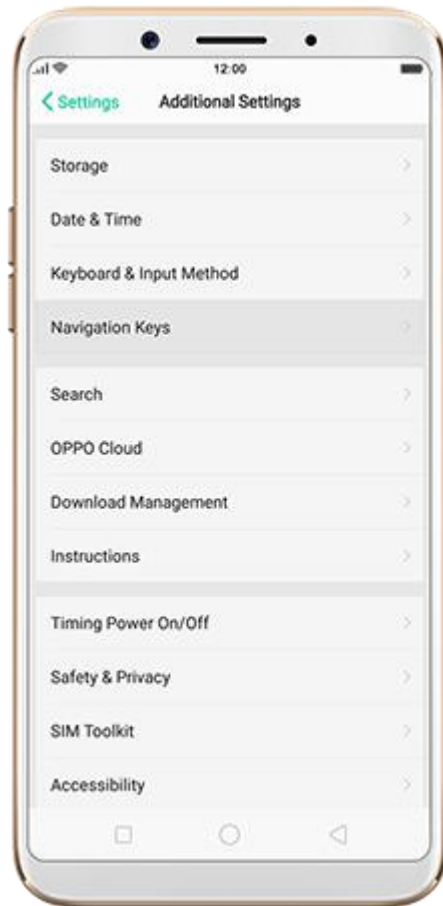 12:00
Settings Additional Settings
Storage
Date & Time
Keyboard & Input Method
Navigation Keys
Search
OPPO Cloud
Download Management
Instructions
Timing Power On/Off
Safety & Privacy
SIM Toolkit
Accessibility